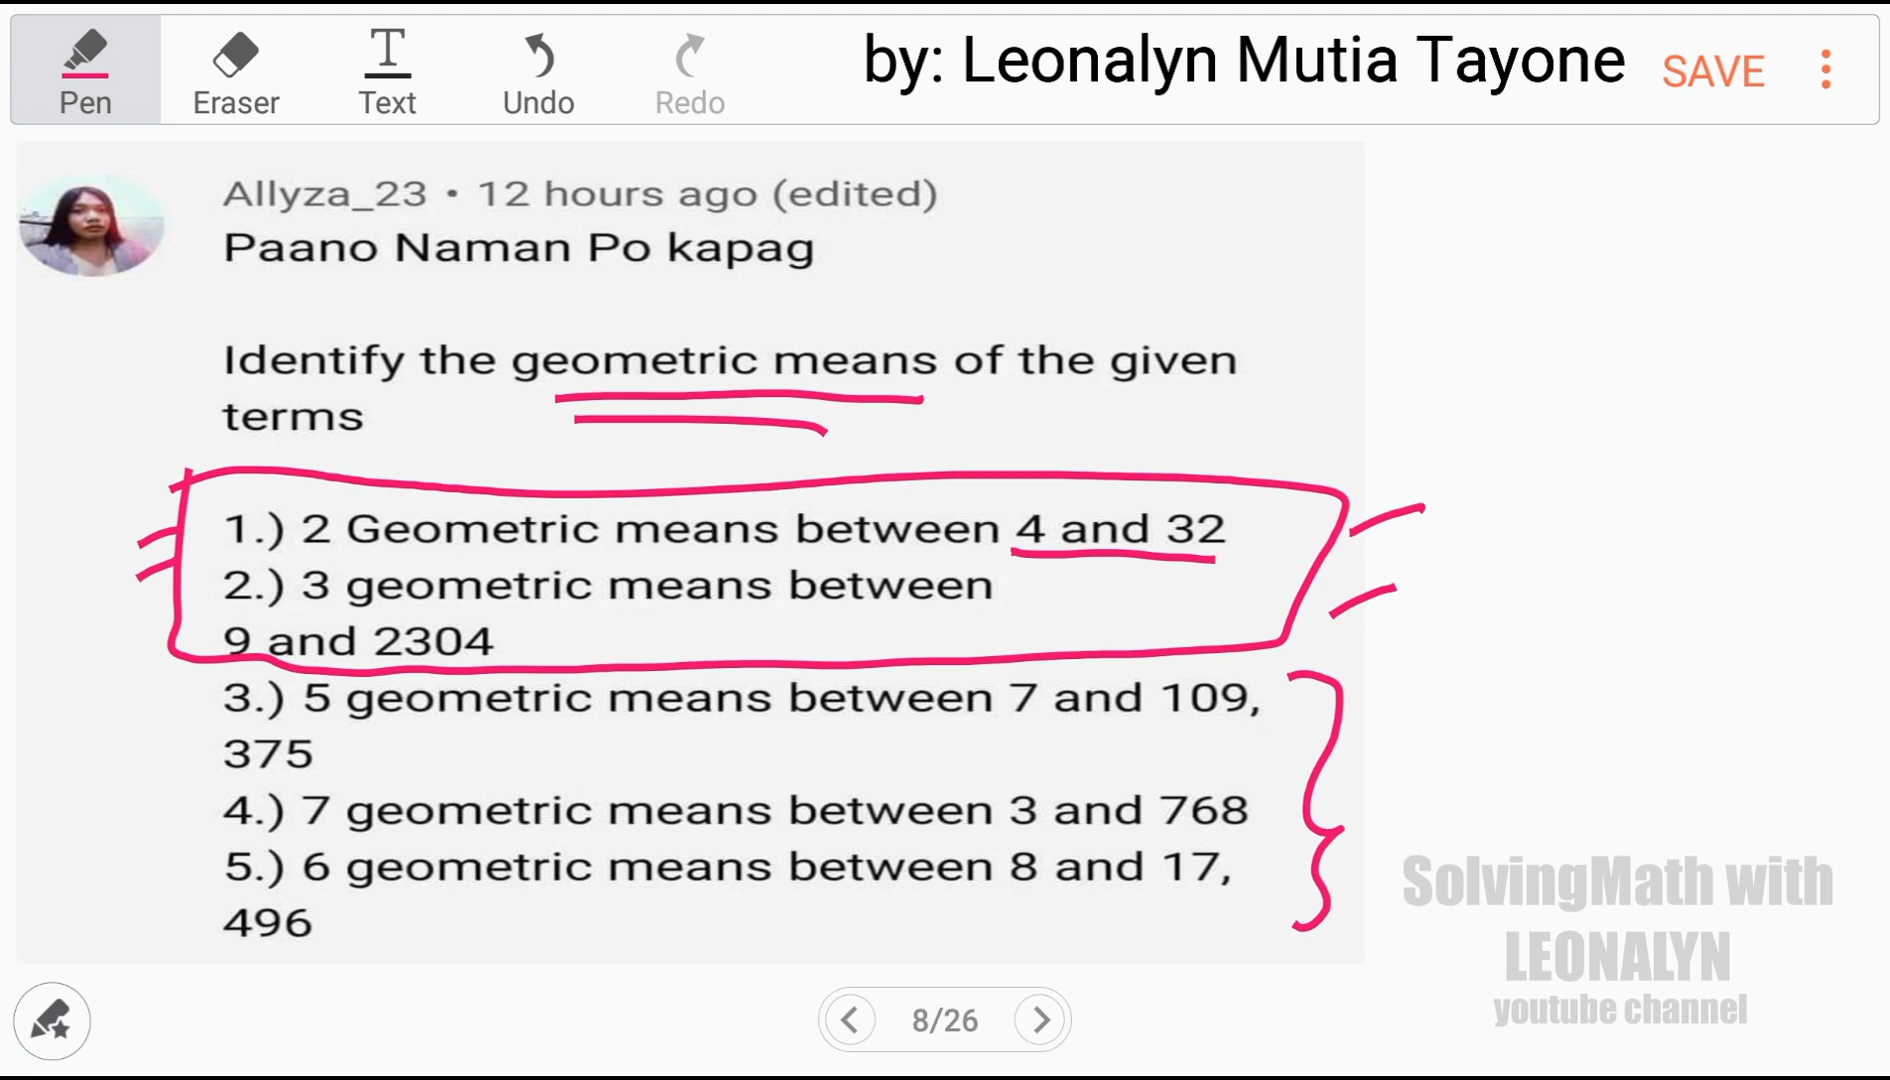 Pen
Eraser
Text
Undo
Redo
by: Leonalyn Mutia Tayone
SAVE
Allyza_23 • 12 hours ago (edited)
Paano Naman Po kapag
Identify the geometric means of the given
terms
1.) 2 Geometric means between 4 and 32
2.) 3 geometric means between
9 and 2304
3.) 5 geometric means between 7 and 109,
375
4.) 7 geometric means between 3 and 768
5.) 6 geometric means between 8 and 17,
496
SolvingMath with
LEONALYN
youtube channel
8/26